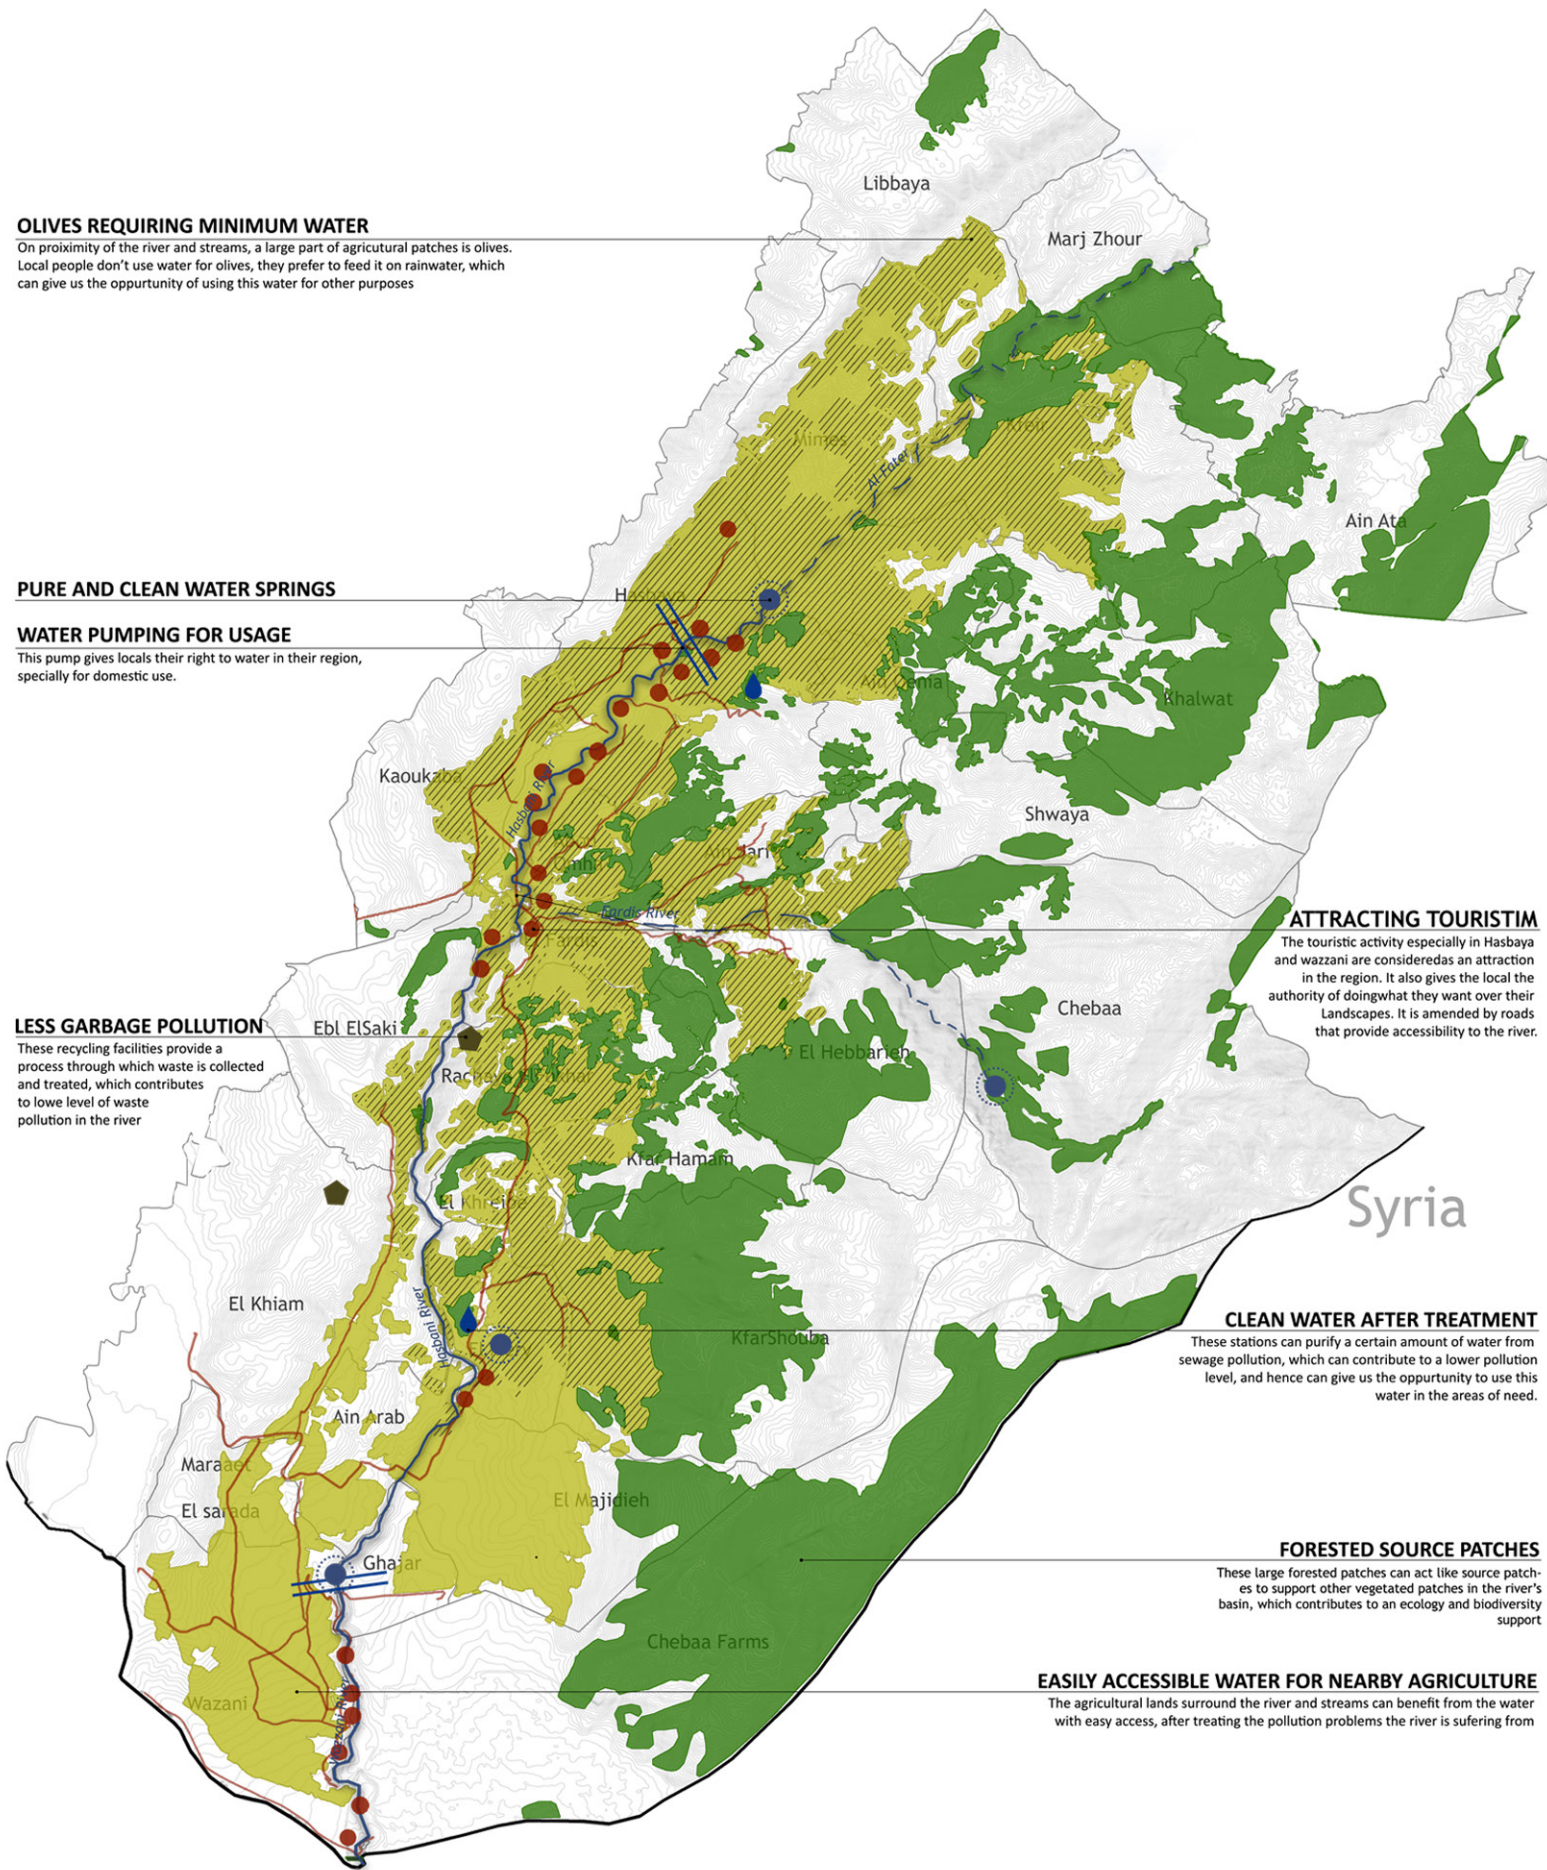 Libbaya
Marj Zhour
OLIVES REQUIRING MINIMUM WATER
On proiximity of the river and streams, a large part of agricutural patches is olives.
Local people don't use water for olives, they prefer to feed it on rainwater, which
can give us the oppurtunity of using this water for other purposes
Mimes
Kfeir
Al-Fater
Ain Ata
PURE AND CLEAN WATER SPRINGS
Hasbaya
WATER PUMPING FOR USAGE
This pump gives locals their right to water in their region,
specially for domestic use.
Khalwat
Kaoukaba
Hasbani River
Shwaya
Fardis River
Fardis
ATTRACTING TOURISTIM
The touristic activity especially in Hasbaya
and wazzani are consideredas an attraction
in the region. It also gives the local the
authority of doingwhat they want over their
Landscapes. It is amended by roads
that provide accessibility to the river.
Chebaa
LESS GARBAGE POLLUTION
These recycling facilities provide a
process through which waste is collected
and treated, which contributes
to lowe level of waste
pollution in the river
Ebl ElSaki
El Hebbarieh
Kfar Hamam
Syria
El Khiam
Hasbani River
CLEAN WATER AFTER TREATMENT
These stations can purify a certain amount of water from
sewage pollution, which can contribute to a lower pollution
level, and hence can give us the oppurtunity to use this
water in the areas of need.
KfarShouba
Ain Arab
Maraaet
El sarada
El Majidieh
Ghajar
FORESTED SOURCE PATCHES
These large forested patches can act like source patch-
es to support other vegetated patches in the river's
basin, which contributes to an ecology and biodiversity
support
Chebaa Farms
EASILY ACCESSIBLE WATER FOR NEARBY AGRICULTURE
The agricultural lands surround the river and streams can benefit from the water
with easy access, after treating the pollution problems the river is sufering from
Wazani
Wazzani River